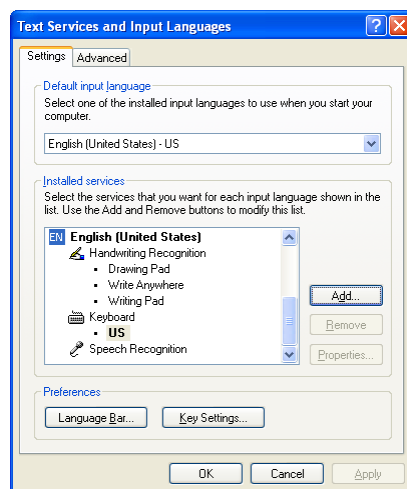 Text Services and Input Languages
Settings
Advanced
Default input language
Select one of the installed input languages to use when you start your
computer.
English (United States) - US
Installed services
Select the services that you want for each input language shown in the
list. Use the Add and Remove buttons to modify this list.
EN English (United States)
Handwriting Recognition
• Drawing Pad
• Write Anywhere
• Writing Pad
Keyboard
• US
Speech Recognition
Add...
Remove
Properties...
Preferences
Language Bar...
Key Settings...
OK
Cancel
Apply